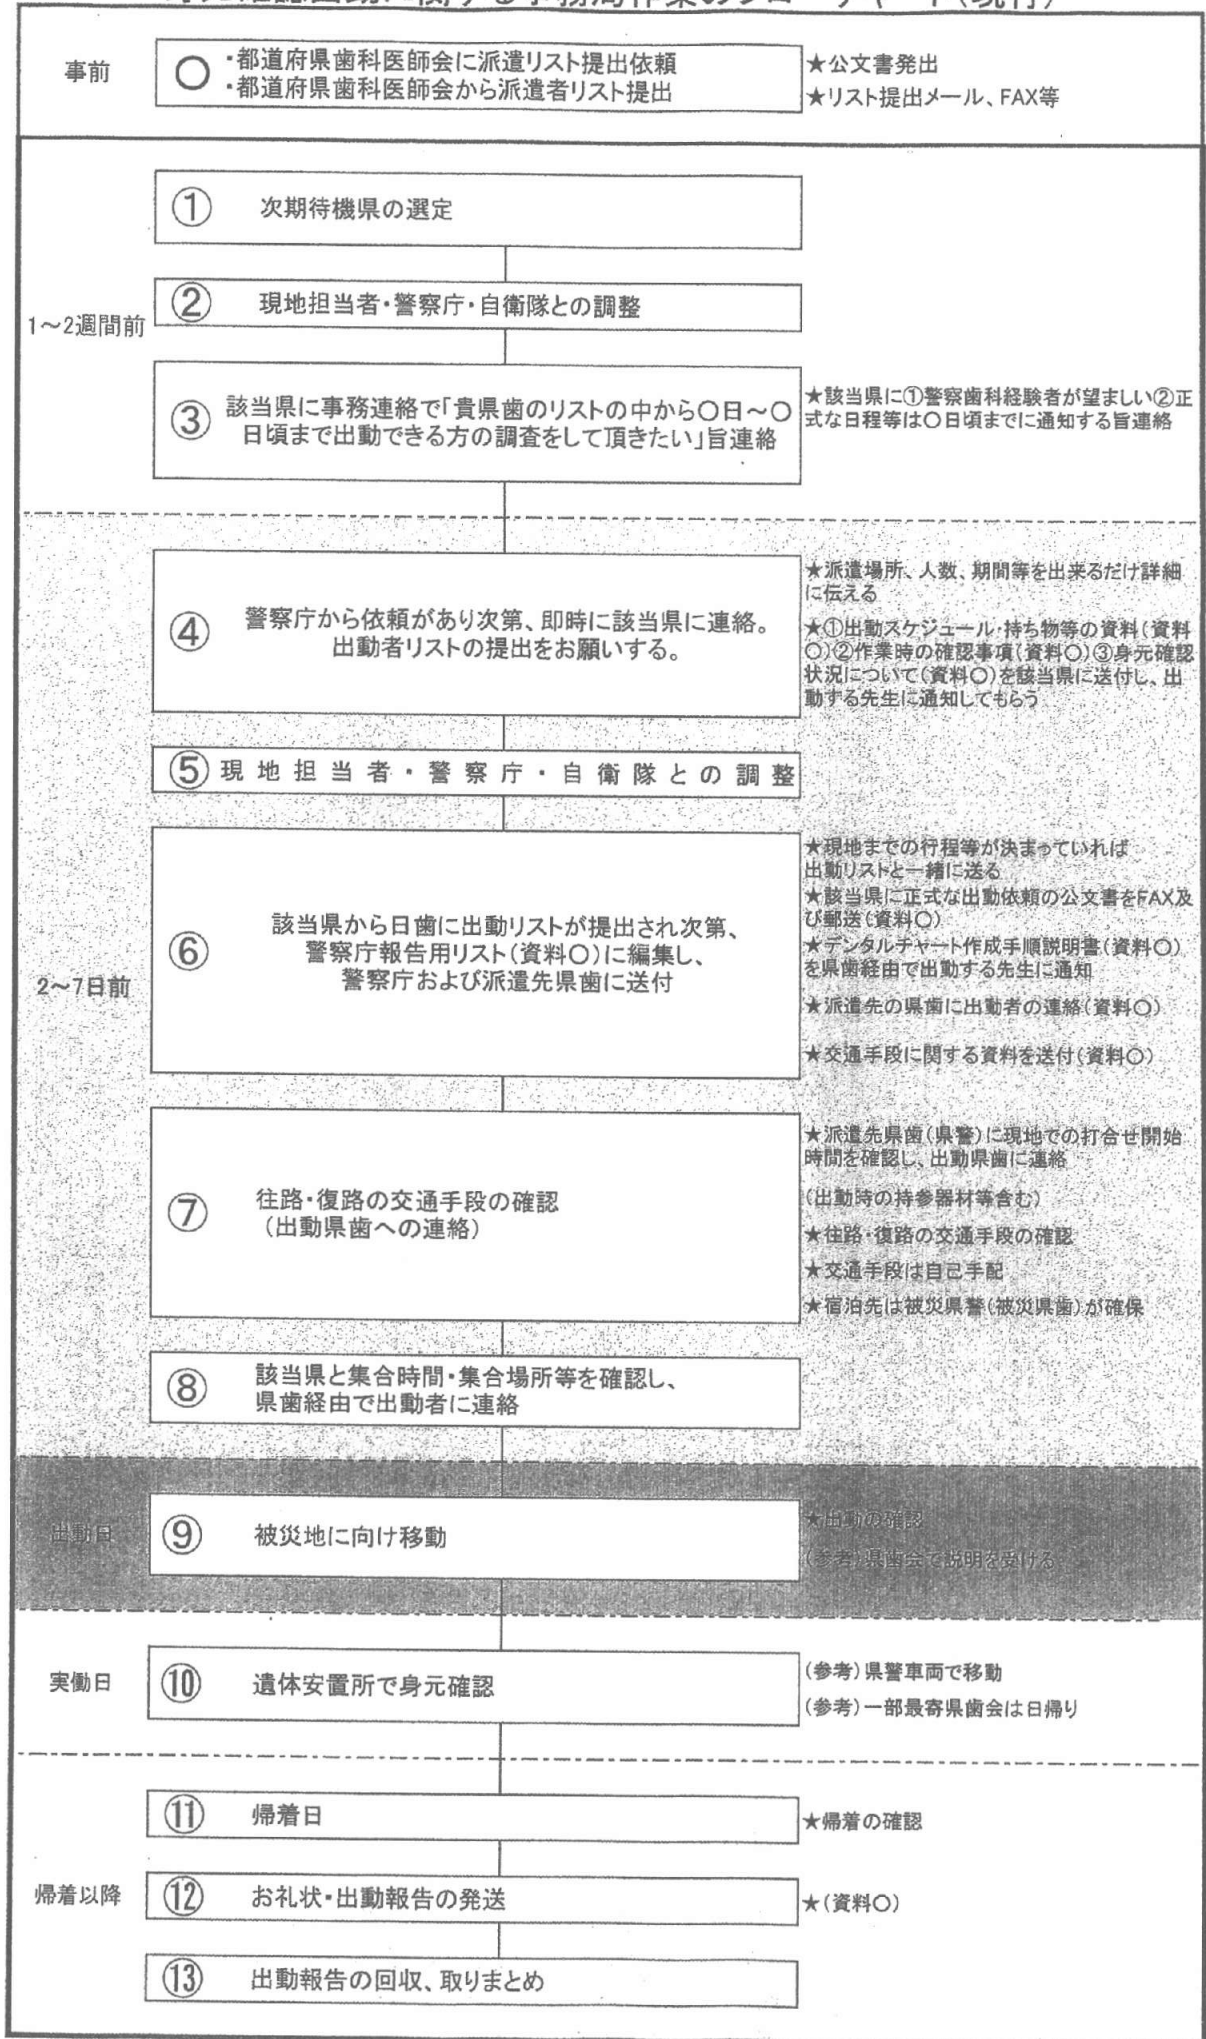 身元確認出動に関する事務局作業のフローチャート(現行)
事前
〇
・都道府県歯科医師会に派遣リスト提出依頼
・都道府県歯科医師会から派遣者リスト提出
★公文書発出
★リスト提出メール、FAX等
1～2週間前
① 次期待機県の選定
② 現地担当者・警察庁・自衛隊との調整
③ 該当県に事務連絡で「貴県歯のリストの中から〇日～〇
日頃まで出動できる方の調査をして頂きたい」旨連絡
★該当県に①警察歯科経験者が望ましい②正
式な日程等は〇日頃までに通知する旨連絡
2～7日前
④ 警察庁から依頼があり次第、即時に該当県に連絡。
出動者リストの提出をお願いする。
★派遣場所、人数、期間等を出来るだけ詳細
に伝える
★①出動スケジュール・持ち物等の資料(資料
〇)②作業時の確認事項(資料〇)③身元確認
状況について(資料〇)を該当県に送付し、出
動する先生に通知してもらう
⑤ 現地担当者・警察庁・自衛隊との調整
⑥ 該当県から日歯に出動リストが提出され次第、
警察庁報告用リスト(資料〇)に編集し、
警察庁および派遣先県歯に送付
★現地までの行程等が決まっていれば
出動リストと一緒に送る
★該当県に正式な出動依頼の公文書をFAX及
び郵送(資料〇)
★デンタルチャート作成手順説明書(資料〇)
を県歯経由で出動する先生に通知
★派遣先の県歯に出動者の連絡(資料〇)
★交通手段に関する資料を送付(資料〇)
⑦ 往路・復路の交通手段の確認
(出動県歯への連絡)
★派遣先県歯(県警)に現地での打合せ開始
時間を確認し、出動県歯に連絡
(出動時の持参器材等含む)
★往路・復路の交通手段の確認
★交通手段は自己手配
★宿泊先は被災県警(被災県歯)が確保
⑧ 該当県と集合時間・集合場所等を確認し、
県歯経由で出動者に連絡
出動日
⑨ 被災地に向け移動
★出動の確認
(参考)県歯会で説明を受ける
実働日
⑩ 遺体安置所で身元確認
(参考)県警車両で移動
(参考)一部最寄県歯会は日帰り
帰着以降
⑪ 帰着日
★帰着の確認
⑫ お礼状・出動報告の発送
★(資料〇)
⑬ 出動報告の回収、取りまとめ